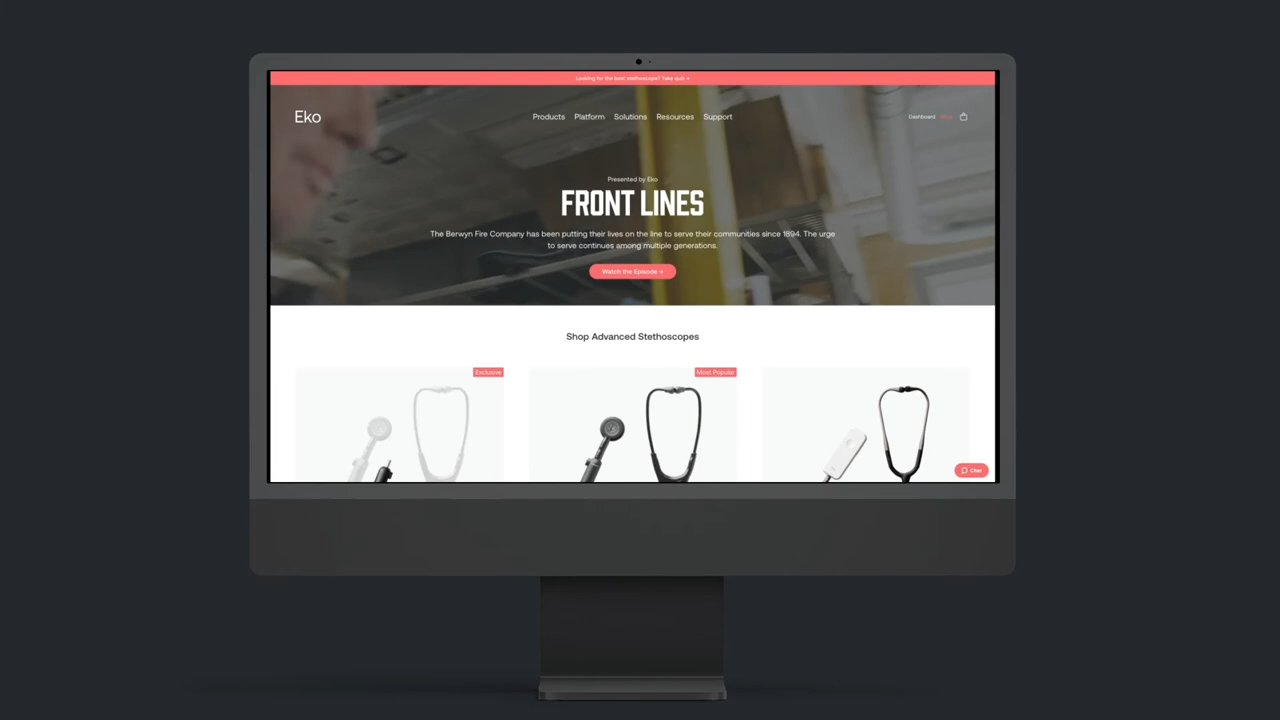 Looking for the best stethoscope? Take quiz →
Eko
Products Platform Solutions Resources Support
Dashboard Shop
Presented by Eko
FRONT LINES
The Berwyn Fire Company has been putting their lives on the line to serve their communities since 1894. The urge
to serve continues among multiple generations.
Watch the Episode →
Shop Advanced Stethoscopes
Exclusive
Most Popular
Chat